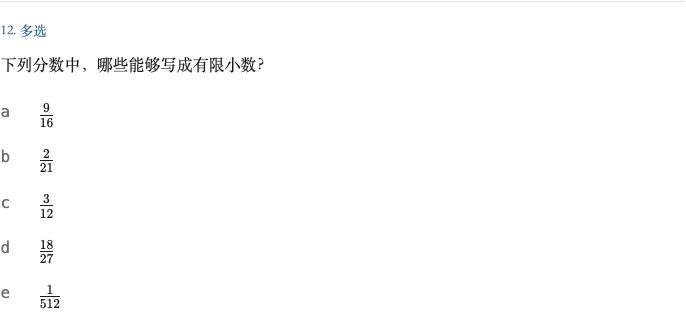 12. 多选
下列分数中，哪些能够写成有限小数？
a 9/16
b 2/21
c 3/12
d 18/27
e 1/512